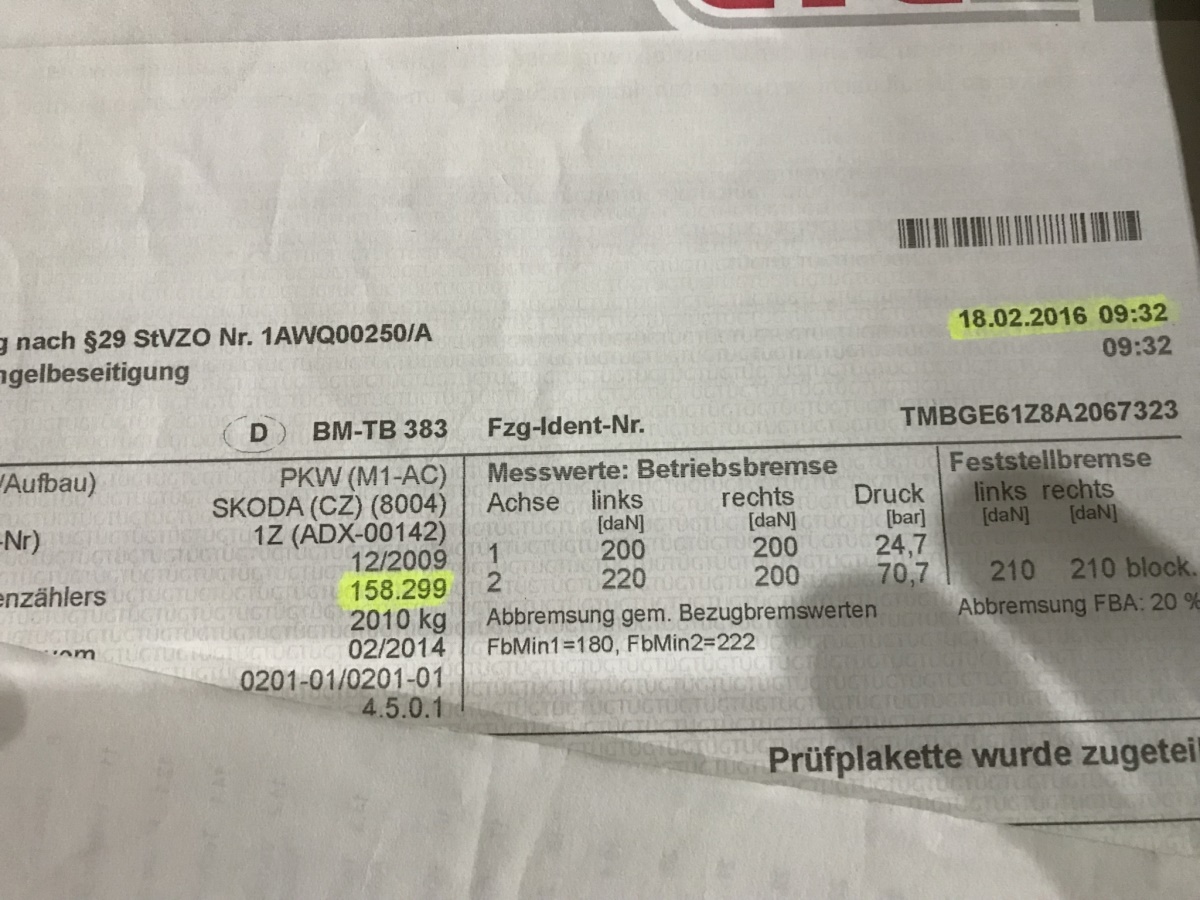 g nach §29 StVZO Nr. 1AWQ00250/A
18.02.2016 09:32
09:32
ngelbeseitigung
D BM-TB 383 Fzg-Ident-Nr. TMBGE61Z8A2067323
/Aufbau) PKW (M1-AC)
SKODA (CZ) (8004)
-Nr) 1Z (ADX-00142)
12/2009
enzählers 158.299
2010 kg
02/2014
0201-01/0201-01
4.5.0.1
Messwerte: Betriebsbremse
Achse links rechts Druck
[daN] [daN] [bar]
1 200 200 24,7
2 220 200 70,7
Abbremsung gem. Bezugbremswerten
FbMin1=180, FbMin2=222
Feststellbremse
links rechts
[daN] [daN]
210 210 block.
Abbremsung FBA: 20 %
Prüfplakette wurde zugeteil